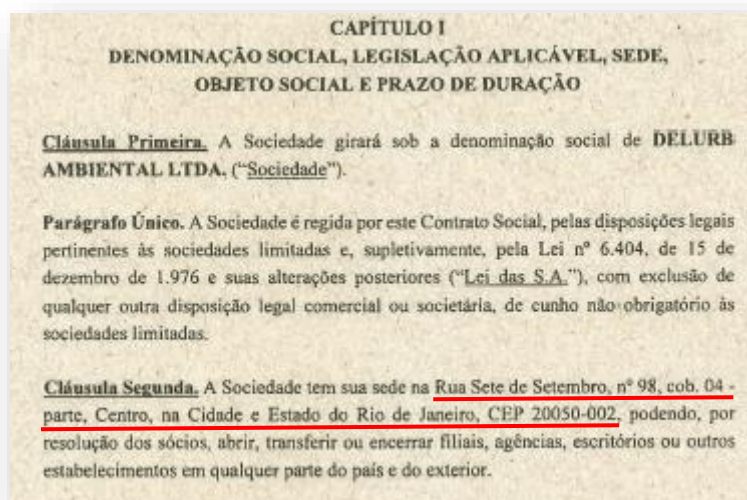 CAPÍTULO I
DENOMINAÇÃO SOCIAL, LEGISLAÇÃO APLICÁVEL, SEDE,
OBJETO SOCIAL E PRAZO DE DURAÇÃO
Cláusula Primeira. A Sociedade girará sob a denominação social de DELURB
AMBIENTAL LTDA. ("Sociedade").
Parágrafo Único. A Sociedade é regida por este Contrato Social, pelas disposições legais
pertinentes às sociedades limitadas e, supletivamente, pela Lei nº 6.404, de 15 de
dezembro de 1.976 e suas alterações posteriores ("Lei das S.A."), com exclusão de
qualquer outra disposição legal comercial ou societária, de cunho não obrigatório às
sociedades limitadas.
Cláusula Segunda. A Sociedade tem sua sede na Rua Sete de Setembro, nº 98, cob. 04 -
parte, Centro, na Cidade e Estado do Rio de Janeiro, CEP 20050-002, podendo, por
resolução dos sócios, abrir, transferir ou encerrar filiais, agências, escritórios ou outros
estabelecimentos em qualquer parte do país e do exterior.